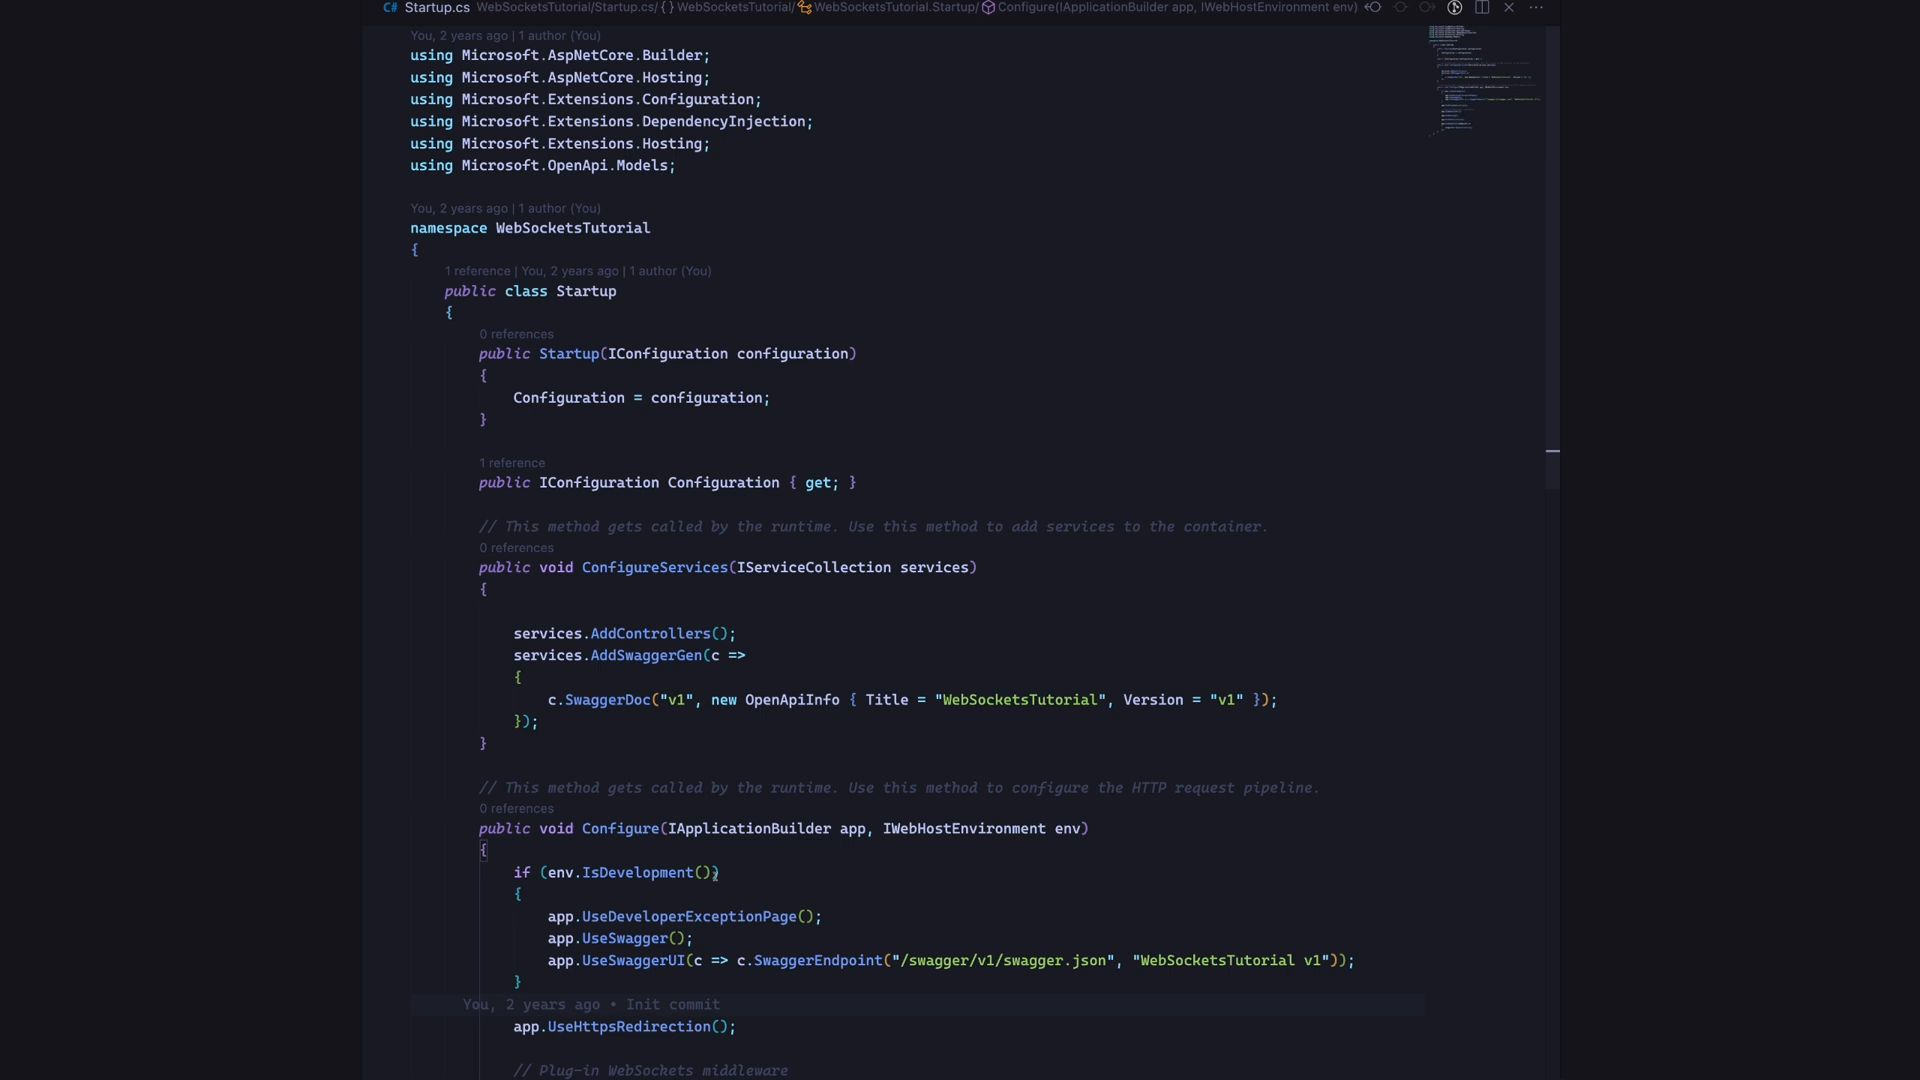 C# Startup.cs WebSocketsTutorial/Startup.cs/{ } WebSocketsTutorial/ WebSocketsTutorial.Startup/ Configure(IApplicationBuilder app, IWebHostEnvironment env)
You, 2 years ago | 1 author (You)
using Microsoft.AspNetCore.Builder;
using Microsoft.AspNetCore.Hosting;
using Microsoft.Extensions.Configuration;
using Microsoft.Extensions.DependencyInjection;
using Microsoft.Extensions.Hosting;
using Microsoft.OpenApi.Models;
You, 2 years ago | 1 author (You)
namespace WebSocketsTutorial
{
1 reference | You, 2 years ago | 1 author (You)
public class Startup
{
0 references
public Startup(IConfiguration configuration)
{
Configuration = configuration;
}
1 reference
public IConfiguration Configuration { get; }
// This method gets called by the runtime. Use this method to add services to the container.
0 references
public void ConfigureServices(IServiceCollection services)
{
services.AddControllers();
services.AddSwaggerGen(c =>
{
c.SwaggerDoc("v1", new OpenApiInfo { Title = "WebSocketsTutorial", Version = "v1" });
});
}
// This method gets called by the runtime. Use this method to configure the HTTP request pipeline.
0 references
public void Configure(IApplicationBuilder app, IWebHostEnvironment env)
{
if (env.IsDevelopment())
{
app.UseDeveloperExceptionPage();
app.UseSwagger();
app.UseSwaggerUI(c => c.SwaggerEndpoint("/swagger/v1/swagger.json", "WebSocketsTutorial v1"));
}
You, 2 years ago • Init commit
app.UseHttpsRedirection();
// Plug-in WebSockets middleware